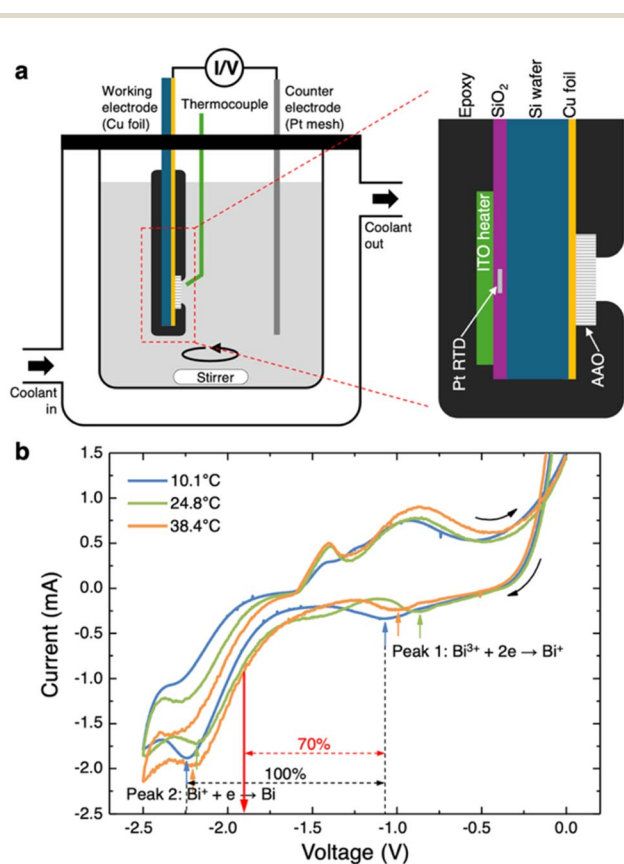 a
I/V
Working
electrode
(Cu foil)
Thermocouple
Counter
electrode
(Pt mesh)
Coolant
out
Coolant
in
Stirrer
Epoxy
SiO2
Si wafer
Cu foil
ITO heater
Pt RTD
AAO
b
10.1°C
24.8°C
38.4°C
Peak 1: Bi3+ + 2e → Bi+
70%
100%
Peak 2: Bi+ + e → Bi
1.5
1.0
0.5
0.0
-0.5
-1.0
-1.5
-2.0
-2.5
Current (mA)
-2.5
-2.0
-1.5
-1.0
-0.5
0.0
Voltage (V)